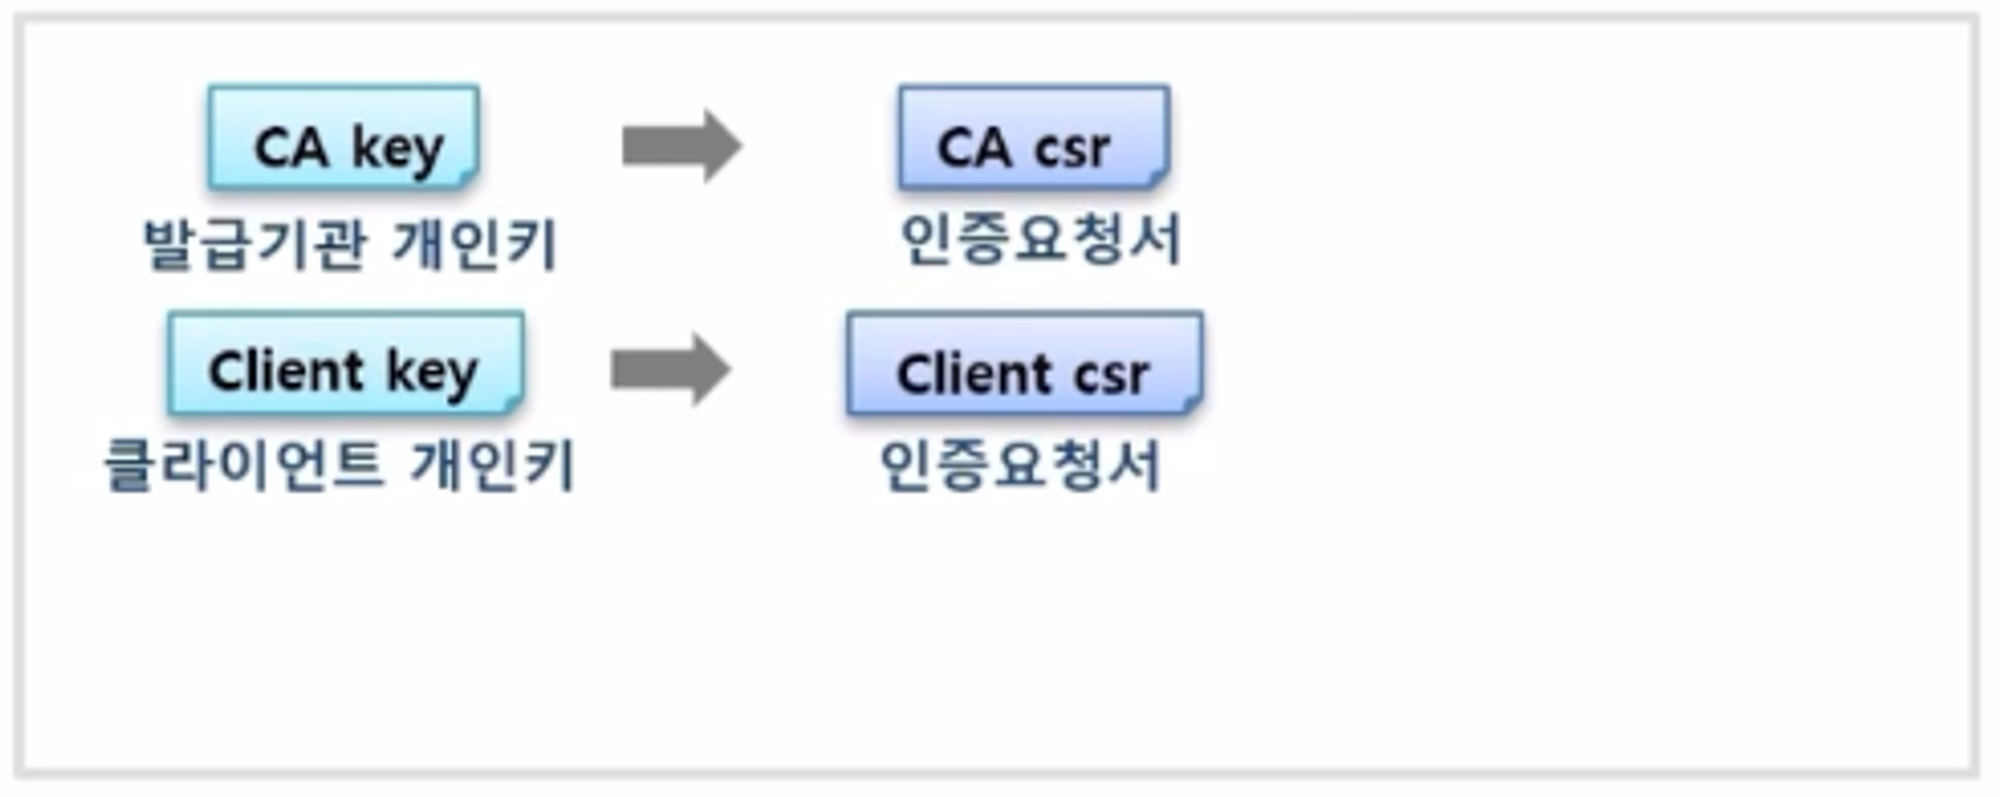 CA key
CA csr
발급기관 개인키
인증요청서
Client key
Client csr
클라이언트 개인키
인증요청서